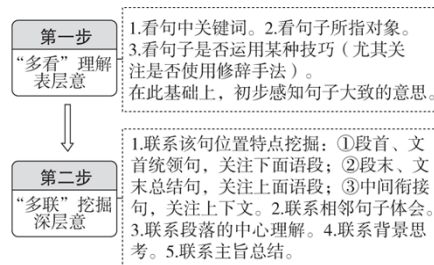 第一步
“多看”理解
表层意
1.看句中关键词。2.看句子所指对象。
3.看句子是否运用某种技巧（尤其关
注是否使用修辞手法）。
在此基础上，初步感知句子大致的意思。
第二步
“多联”挖掘
深层意
1.联系该句位置特点挖掘：①段首、文
首统领句，关注下面语段；②段末、文
末总结句，关注上面语段；③中间衔接
句，关注上下文。2.联系相邻句子体会。
3.联系段落的中心理解。4.联系背景思
考。5.联系主旨总结。